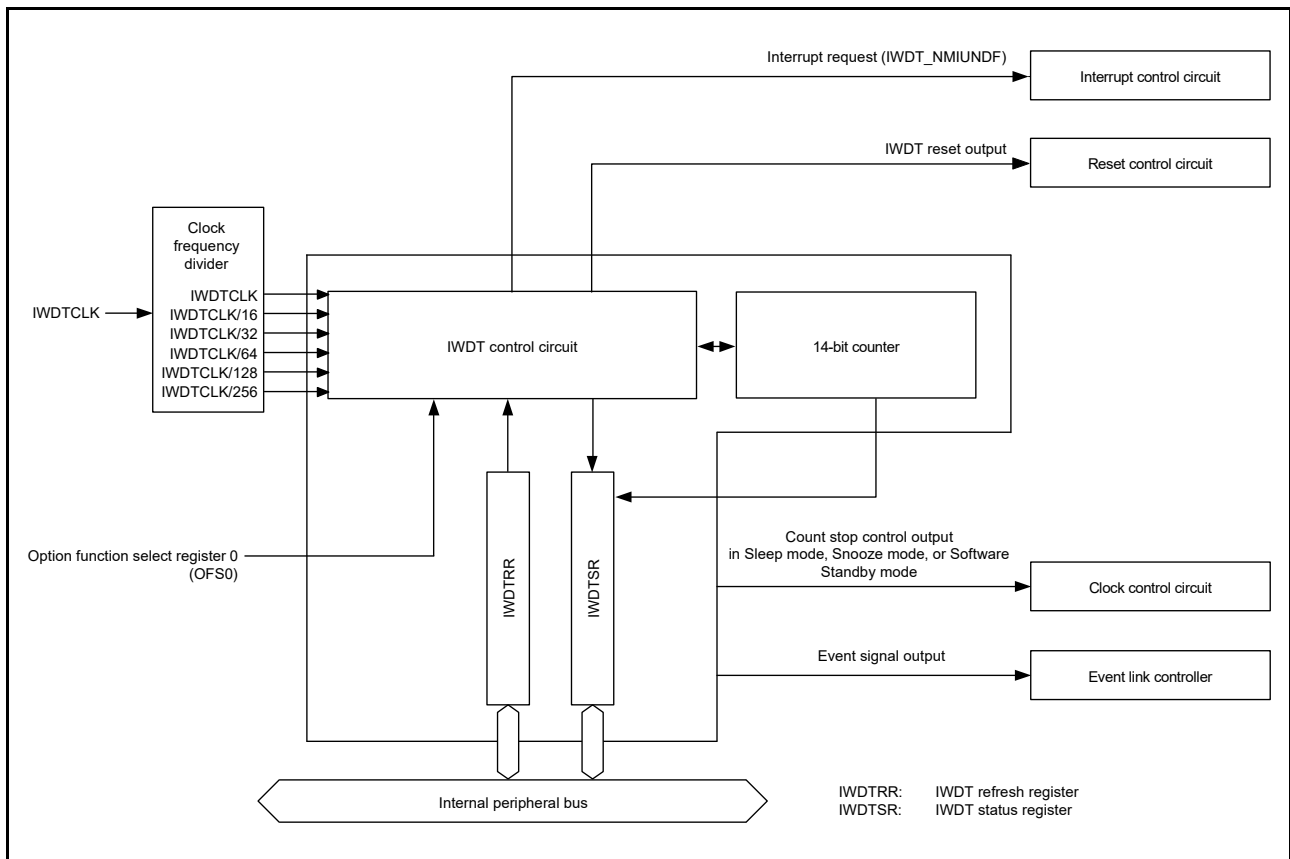 Interrupt request (IWDT_NMIUNDF)
Interrupt control circuit
IWDT reset output
Reset control circuit
Clock
frequency
divider
IWDTCLK
IWDTCLK
IWDTCLK/16
IWDTCLK/32
IWDTCLK/64
IWDTCLK/128
IWDTCLK/256
IWDT control circuit
14-bit counter
Option function select register 0
(OFS0)
IWDTRR
IWDTSR
Count stop control output
in Sleep mode, Snooze mode, or Software
Standby mode
Clock control circuit
Event signal output
Event link controller
Internal peripheral bus
IWDTRR: IWDT refresh register
IWDTSR: IWDT status register